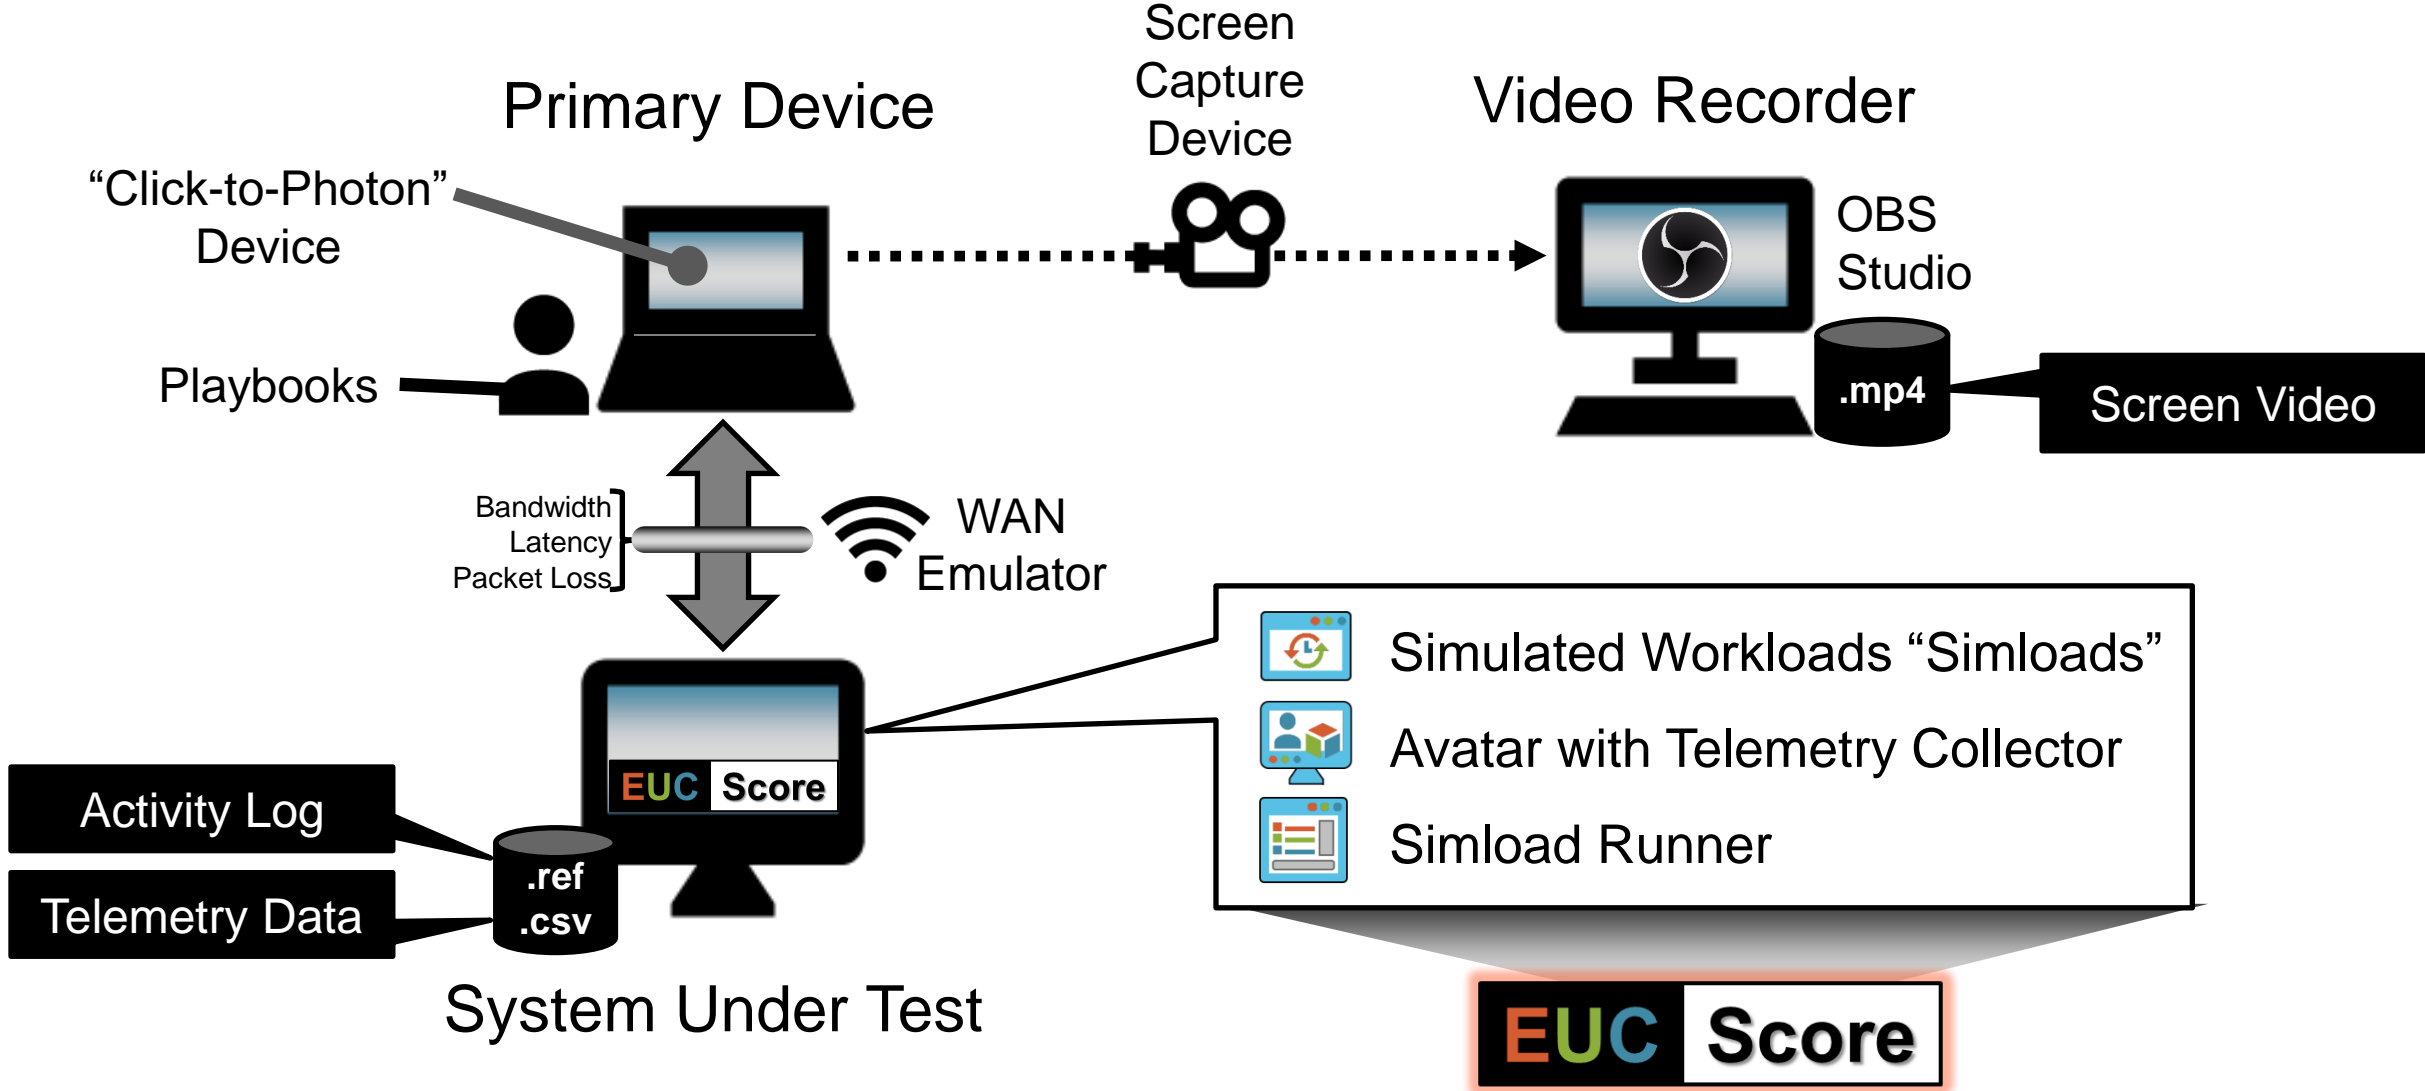 Screen
Capture
Device
Primary Device
Video Recorder
“Click-to-Photon”
Device
OBS
Studio
Playbooks
.mp4
Screen Video
Bandwidth
Latency
Packet Loss
WAN
Emulator
Simulated Workloads “Simloads”
Avatar with Telemetry Collector
Simload Runner
EUC Score
Activity Log
Telemetry Data
.ref
.csv
System Under Test
EUC Score